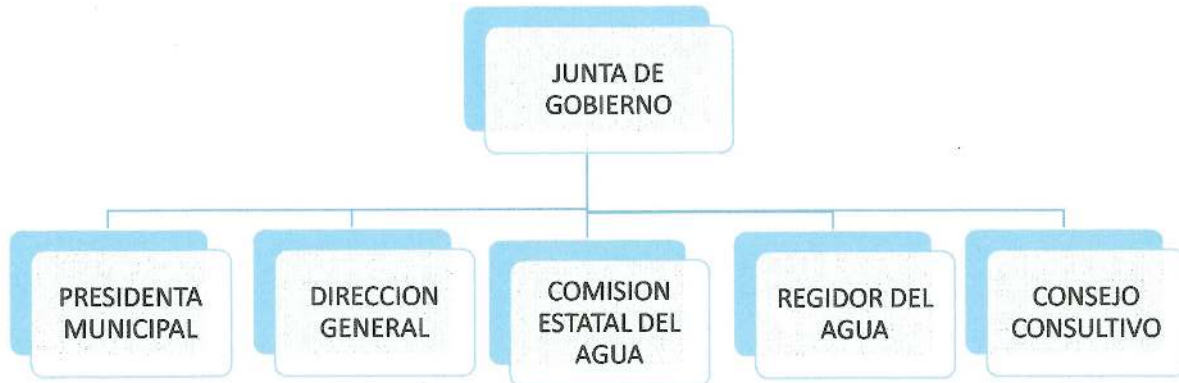 JUNTA DE
GOBIERNO
PRESIDENTA
MUNICIPAL
DIRECCION
GENERAL
COMISION
ESTATAL DEL
AGUA
REGIDOR DEL
AGUA
CONSEJO
CONSULTIVO